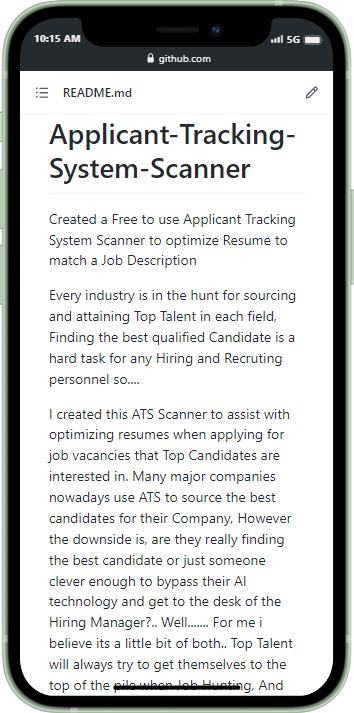 10:15 AM 5G
github.com
README.md
Applicant-Tracking-
System-Scanner
Created a Free to use Applicant Tracking
System Scanner to optimize Resume to
match a Job Description
Every industry is in the hunt for sourcing
and attaining Top Talent in each field,
Finding the best qualified Candidate is a
hard task for any Hiring and Recruting
personnel so....
I created this ATS Scanner to assist with
optimizing resumes when applying for
job vacancies that Top Candidates are
interested in. Many major companies
nowadays use ATS to source the best
candidates for their Company, However
the downside is, are they really finding
the best candidate or just someone
clever enough to bypass their AI
technology and get to the desk of the
Hiring Manager?.. Well....... For me i
believe its a little bit of both.. Top Talent
will always try to get themselves to the
top of the pile when Job Hunting, And